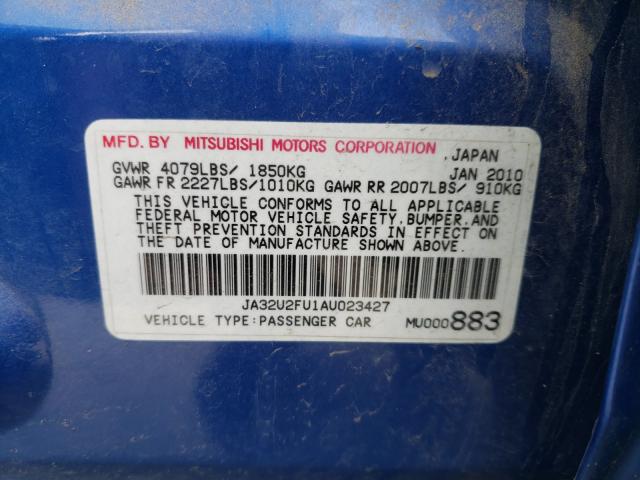 MFD. BY MITSUBISHI MOTORS CORPORATION
, JAPAN
GVWR 4079LBS/ 1850KG JAN 2010
GAWR FR 2227LBS/1010KG GAWR RR 2007LBS/ 910KG
THIS VEHICLE CONFORMS TO ALL APPLICABLE
FEDERAL MOTOR VEHICLE SAFETY,BUMPER,AND
THEFT PREVENTION STANDARDS IN EFFECT ON
THE DATE OF MANUFACTURE SHOWN ABOVE.
JA32U2FU1AU023427
VEHICLE TYPE:PASSENGER CAR MU000883